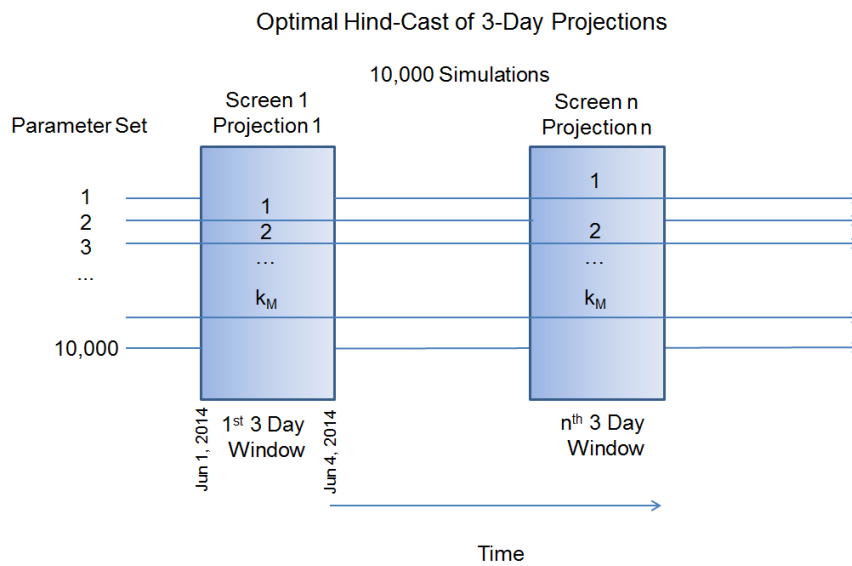 Optimal Hind-Cast of 3-Day Projections
10,000 Simulations
Screen 1
Projection 1
Screen n
Projection n
Parameter Set
1
2
3
...
10,000
1
2
...
kM
1
2
...
kM
Jun 1, 2014
1st 3 Day
Window
Jun 4, 2014
nth 3 Day
Window
Time